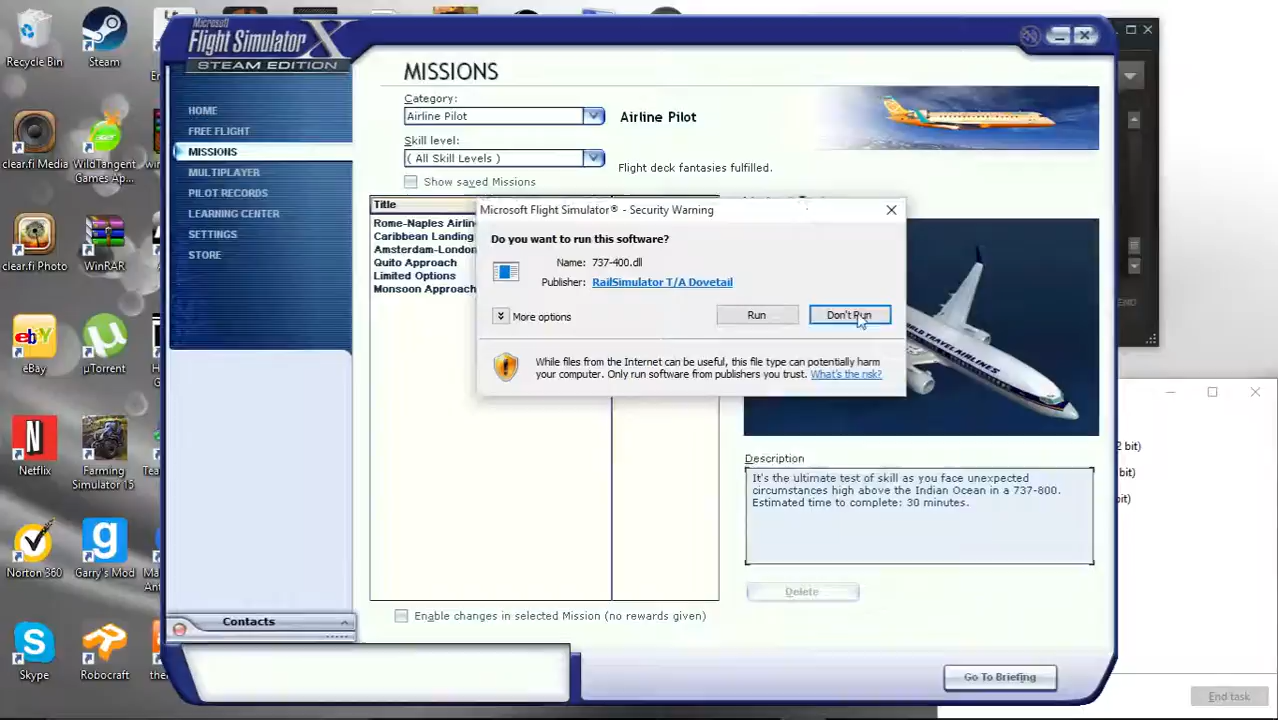 Recycle Bin
Steam
clear.fi Media
WildTangent
Games Ap...
clear.fi Photo
WinRAR
eBay
µTorrent
Netflix
Farming
Simulator 15
Norton 360
Garry's Mod
Skype
Robocraft
Microsoft
Flight Simulator X
STEAM EDITION
HOME
FREE FLIGHT
MISSIONS
MULTIPLAYER
PILOT RECORDS
LEARNING CENTER
SETTINGS
STORE
Contacts
MISSIONS
Category:
Airline Pilot
Airline Pilot
Skill level:
( All Skill Levels )
Flight deck fantasies fulfilled.
Show saved Missions
Title
Rome-Naples Airlin
Caribbean Landing
Amsterdam-London
Quito Approach
Limited Options
Monsoon Approach
Microsoft Flight Simulator® - Security Warning
Do you want to run this software?
Name: 737-400.dll
Publisher: RailSimulator T/A Dovetail
More options
Run
Don't Run
While files from the Internet can be useful, this file type can potentially harm
your computer. Only run software from publishers you trust. What's the risk?
WORLD TRAVEL AIRLINES
Description
It's the ultimate test of skill as you face unexpected
circumstances high above the Indian Ocean in a 737-800.
Estimated time to complete: 30 minutes.
Delete
Enable changes in selected Mission (no rewards given)
Go To Briefing
2 bit)
bit)
bit)
End task